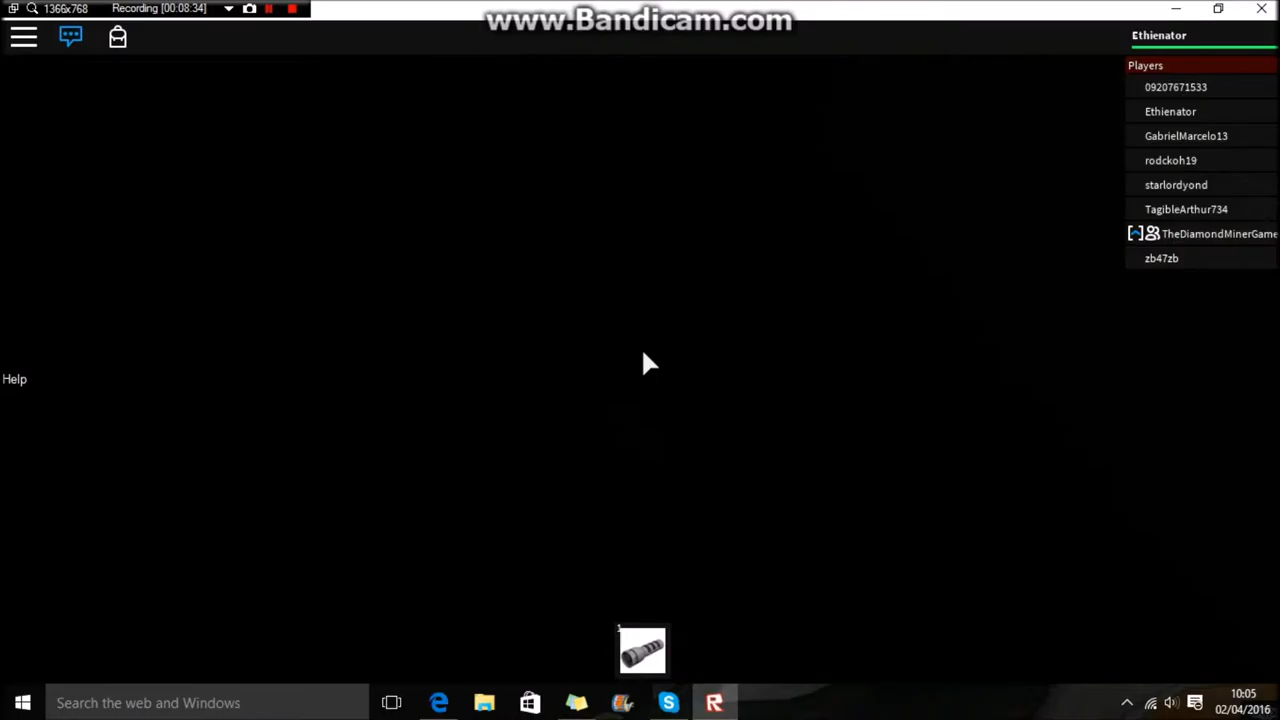 1366x768 Recording [00:08:34]
www.Bandicam.com
Ethienator
Players
09207671533
Ethienator
GabrielMarcelo13
rodckoh19
starlordyond
TagibleArthur734
TheDiamondMinerGame
zb47zb
Help
1
Search the web and Windows
10:05
02/04/2016